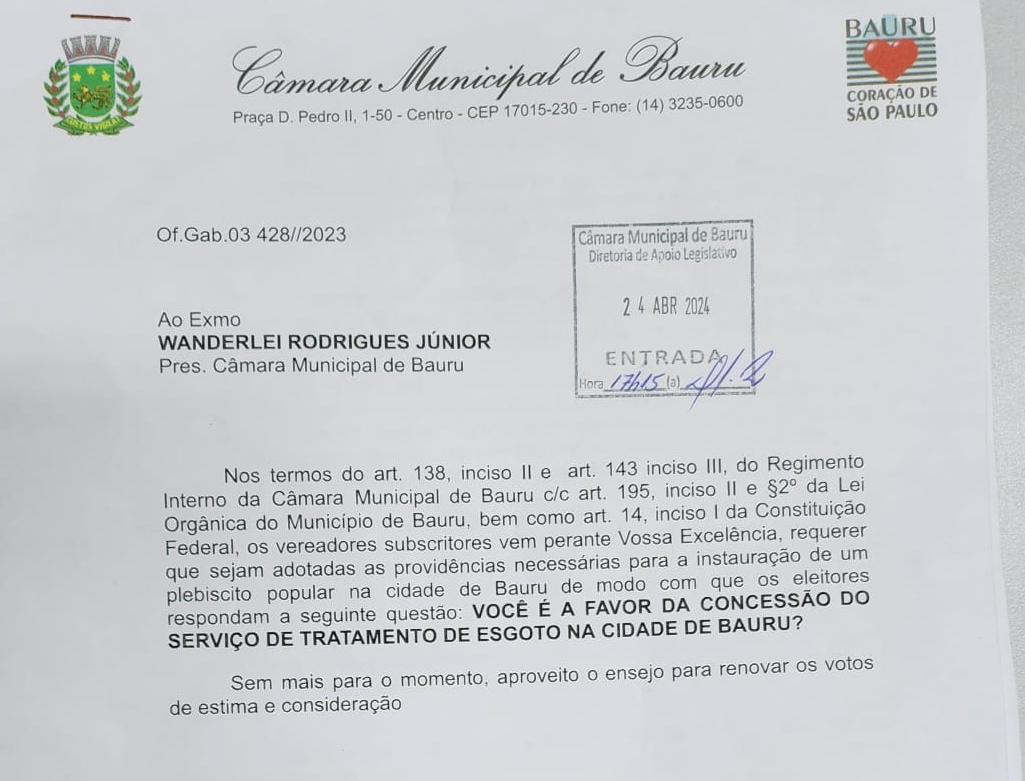 Câmara Municipal de Bauru
Praça D. Pedro II, 1-50 - Centro - CEP 17015-230 - Fone: (14) 3235-0600
CUSTOS VIGILAT
BAURU
CORAÇÃO DE
SÃO PAULO
Of.Gab.03 428//2023
Câmara Municipal de Bauru
Diretoria de Apoio Legislativo
24 ABR 2024
ENTRADA
Hora 17h15 (a)
Ao Exmo
WANDERLEI RODRIGUES JÚNIOR
Pres. Câmara Municipal de Bauru
Nos termos do art. 138, inciso II e art. 143 inciso III, do Regimento
Interno da Câmara Municipal de Bauru c/c art. 195, inciso II e §2º da Lei
Orgânica do Município de Bauru, bem como art. 14, inciso I da Constituição
Federal, os vereadores subscritores vem perante Vossa Excelência, requerer
que sejam adotadas as providências necessárias para a instauração de um
plebiscito popular na cidade de Bauru de modo com que os eleitores
respondam a seguinte questão: VOCÊ É A FAVOR DA CONCESSÃO DO
SERVIÇO DE TRATAMENTO DE ESGOTO NA CIDADE DE BAURU?
Sem mais para o momento, aproveito o ensejo para renovar os votos
de estima e consideração